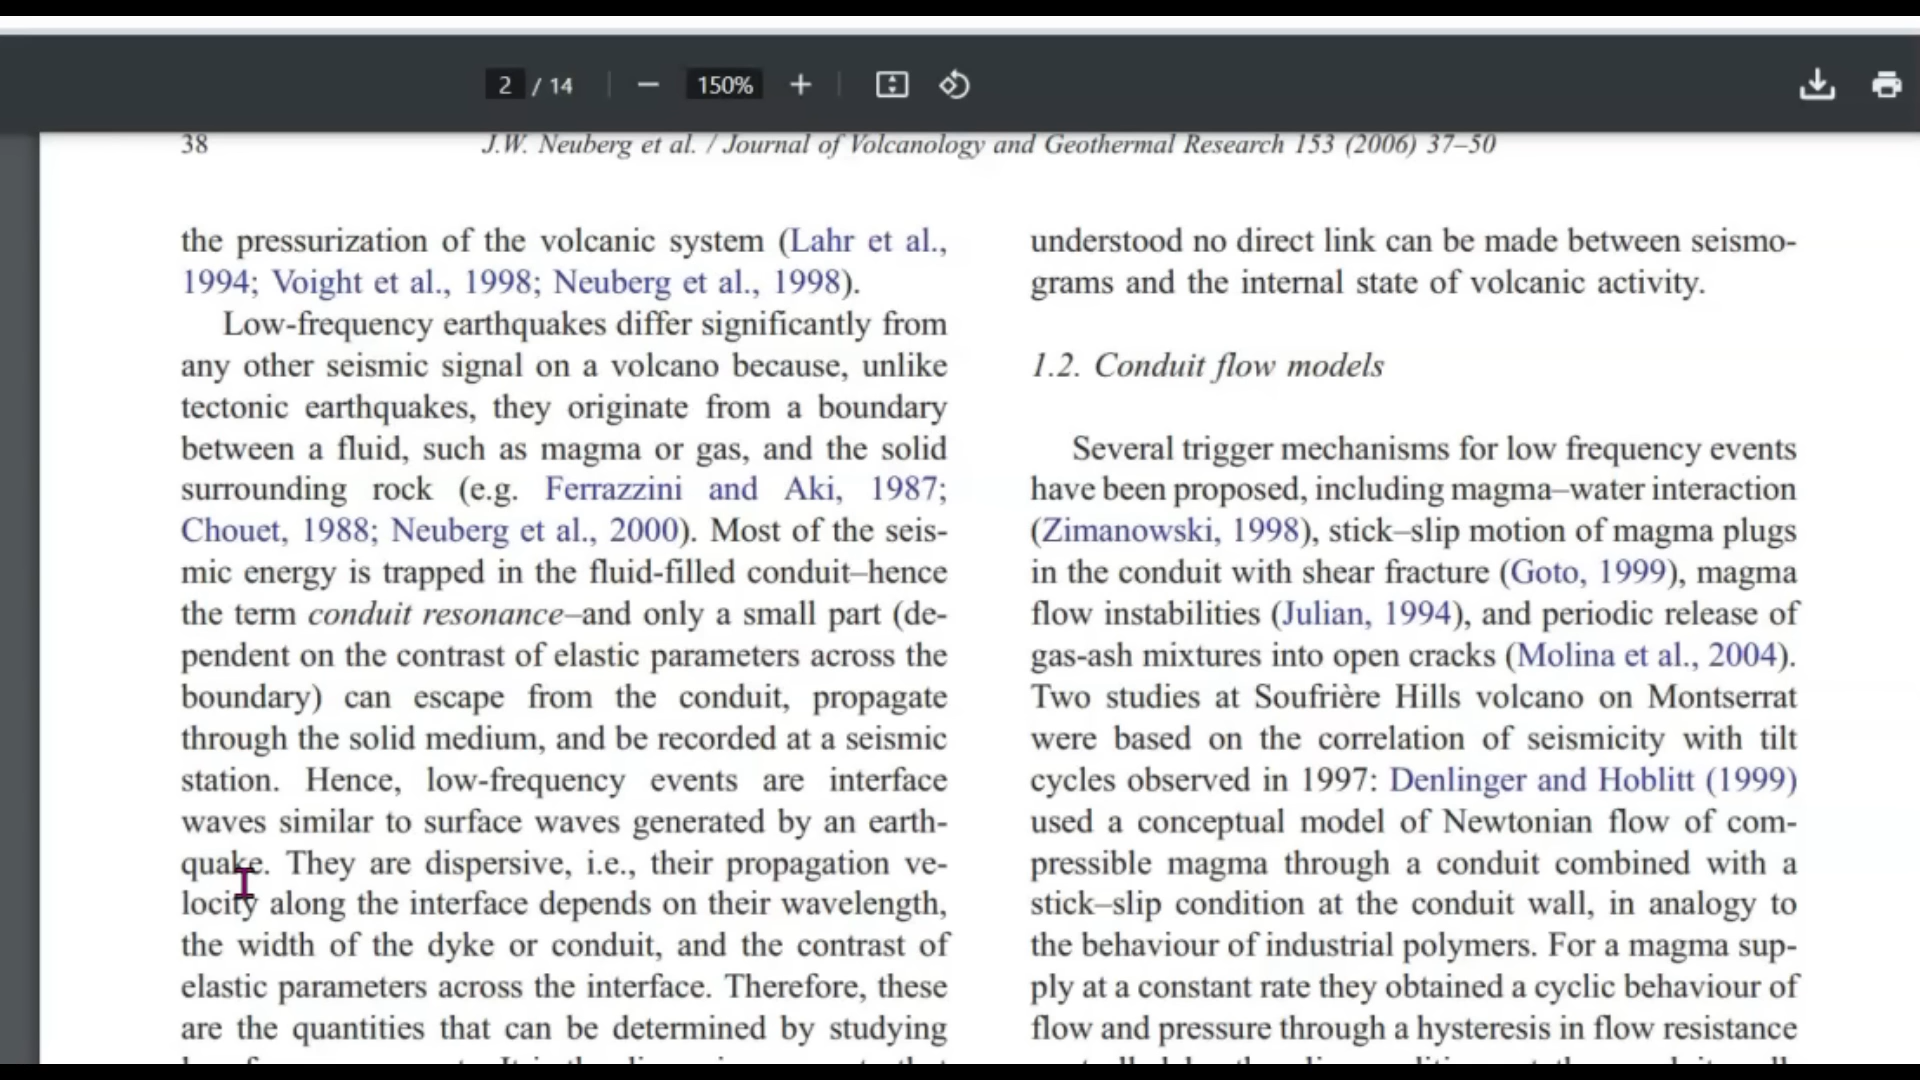 2 / 14
150%
38
J.W. Neuberg et al. / Journal of Volcanology and Geothermal Research 153 (2006) 37–50
the pressurization of the volcanic system (Lahr et al.,
1994; Voight et al., 1998; Neuberg et al., 1998).
Low-frequency earthquakes differ significantly from
any other seismic signal on a volcano because, unlike
tectonic earthquakes, they originate from a boundary
between a fluid, such as magma or gas, and the solid
surrounding rock (e.g. Ferrazzini and Aki, 1987;
Chouet, 1988; Neuberg et al., 2000). Most of the seis-
mic energy is trapped in the fluid-filled conduit–hence
the term conduit resonance–and only a small part (de-
pendent on the contrast of elastic parameters across the
boundary) can escape from the conduit, propagate
through the solid medium, and be recorded at a seismic
station. Hence, low-frequency events are interface
waves similar to surface waves generated by an earth-
quake. They are dispersive, i.e., their propagation ve-
locity along the interface depends on their wavelength,
the width of the dyke or conduit, and the contrast of
elastic parameters across the interface. Therefore, these
are the quantities that can be determined by studying
understood no direct link can be made between seismo-
grams and the internal state of volcanic activity.
1.2. Conduit flow models
Several trigger mechanisms for low frequency events
have been proposed, including magma–water interaction
(Zimanowski, 1998), stick–slip motion of magma plugs
in the conduit with shear fracture (Goto, 1999), magma
flow instabilities (Julian, 1994), and periodic release of
gas-ash mixtures into open cracks (Molina et al., 2004).
Two studies at Soufrière Hills volcano on Montserrat
were based on the correlation of seismicity with tilt
cycles observed in 1997: Denlinger and Hoblitt (1999)
used a conceptual model of Newtonian flow of com-
pressible magma through a conduit combined with a
stick–slip condition at the conduit wall, in analogy to
the behaviour of industrial polymers. For a magma sup-
ply at a constant rate they obtained a cyclic behaviour of
flow and pressure through a hysteresis in flow resistance